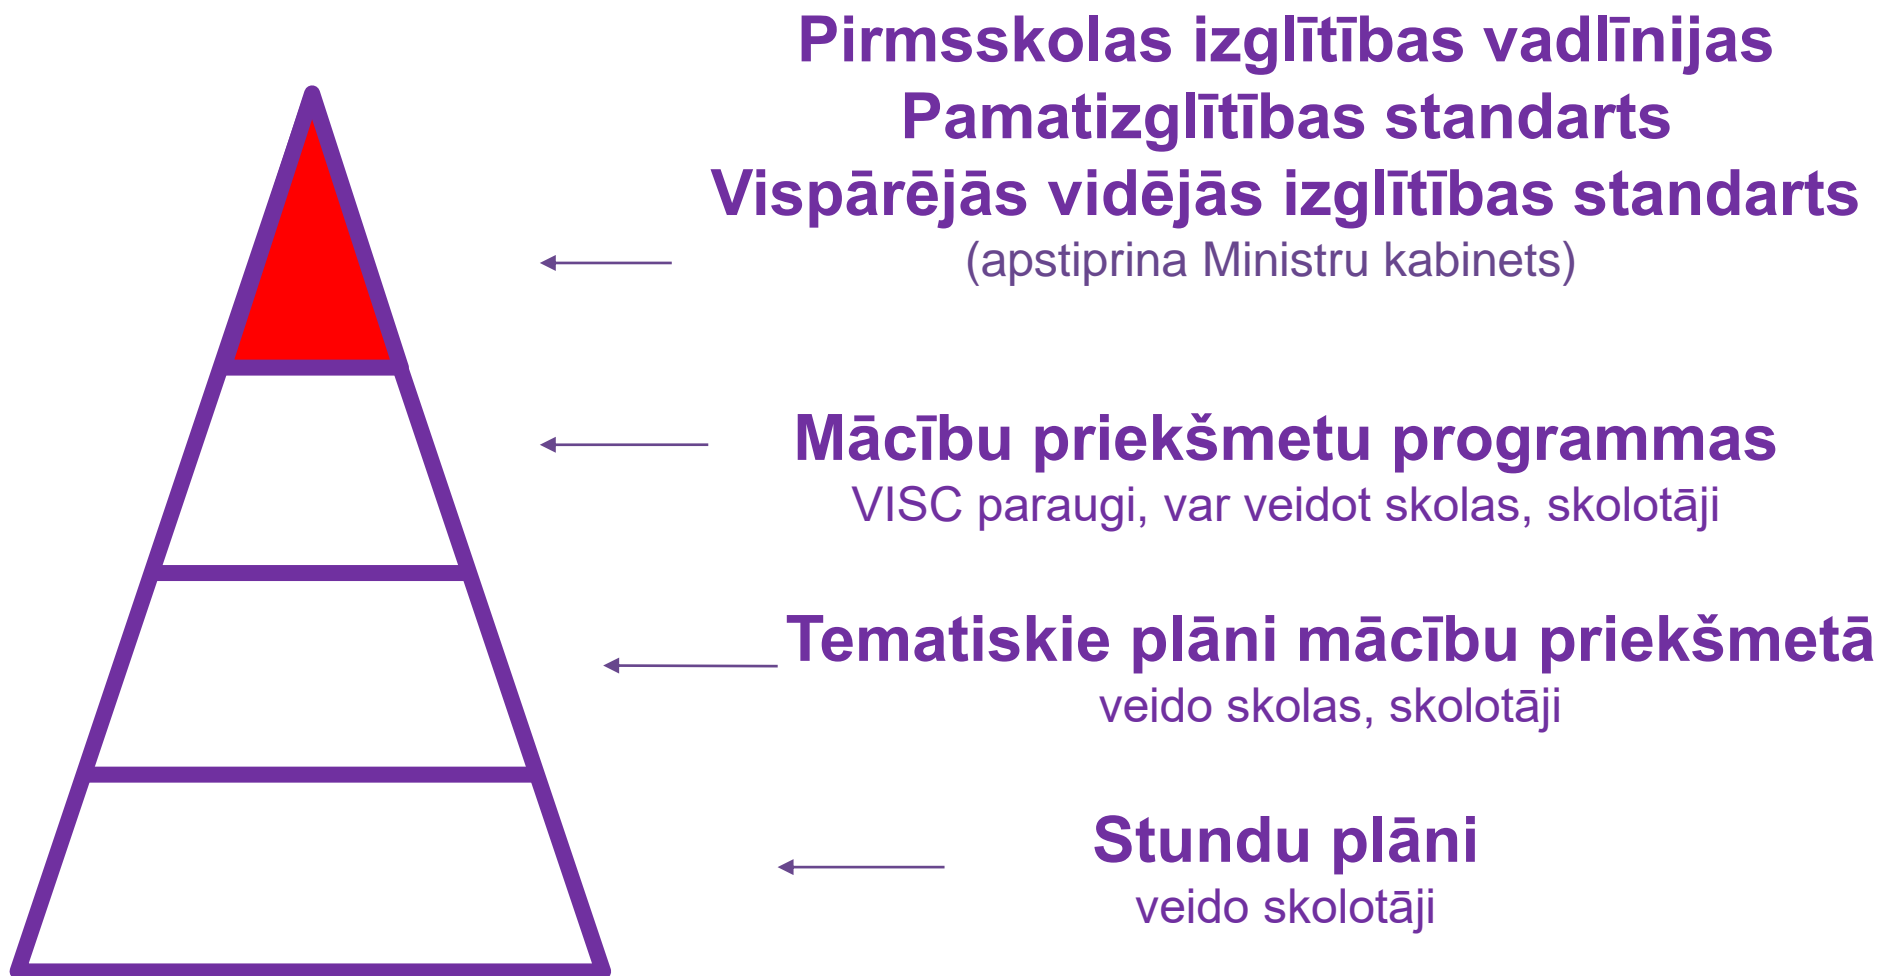 Pirmsskolas izglītības vadlīnijas
Pamatizglītības standarts
Vispārējās vidējās izglītības standarts
(apstiprina Ministru kabinets)
Mācību priekšmetu programmas
VISC paraugi, var veidot skolas, skolotāji
Tematiskie plāni mācību priekšmetā
veido skolas, skolotāji
Stundu plāni
veido skolotāji